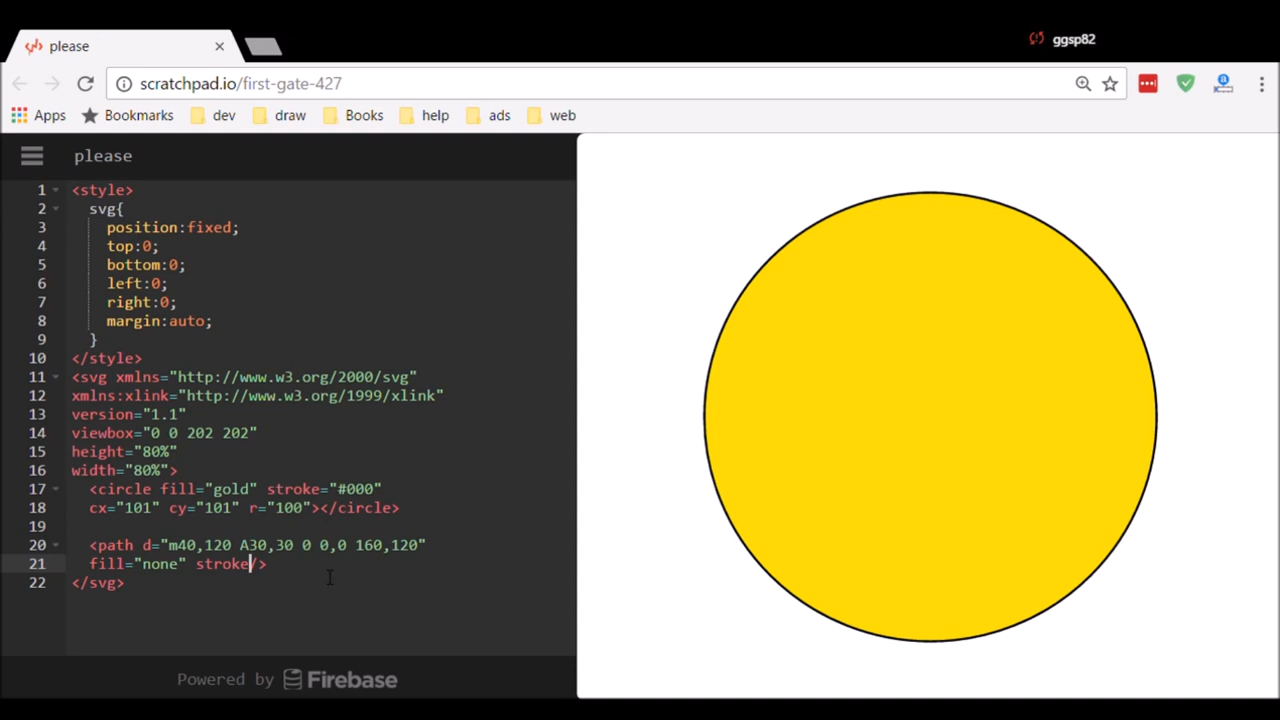 please
ggsp82
scratchpad.io/first-gate-427
Apps Bookmarks dev draw Books help ads web
please
1 <style>
2 svg{
3 position:fixed;
4 top:0;
5 bottom:0;
6 left:0;
7 right:0;
8 margin:auto;
9 }
10 </style>
11 <svg xmlns="http://www.w3.org/2000/svg"
12 xmlns:xlink="http://www.w3.org/1999/xlink"
13 version="1.1"
14 viewbox="0 0 202 202"
15 height="80%"
16 width="80%">
17 <circle fill="gold" stroke="#000"
18 cx="101" cy="101" r="100"></circle>
19
20 <path d="m40,120 A30,30 0 0,0 160,120"
21 fill="none" stroke/>
22 </svg>
Powered by Firebase